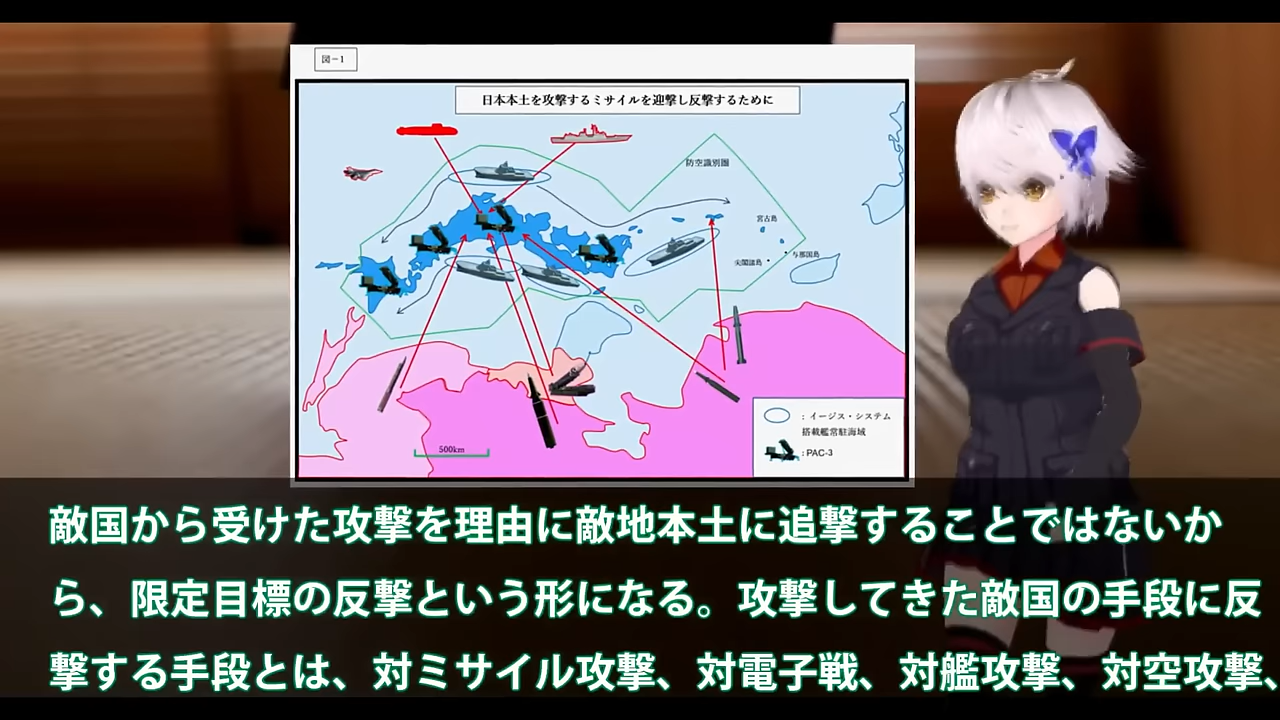 図－1
日本本土を攻撃するミサイルを迎撃し反撃するために
防空識別圏
宮古島
尖閣諸島
与那国島
500km
：イージス・システム
搭載艦常駐海域
：PAC-3
敵国から受けた攻撃を理由に敵地本土に追撃することではないか
ら、限定目標の反撃という形になる。攻撃してきた敵国の手段に反
撃する手段とは、対ミサイル攻撃、対電子戦、対艦攻撃、対空攻撃、